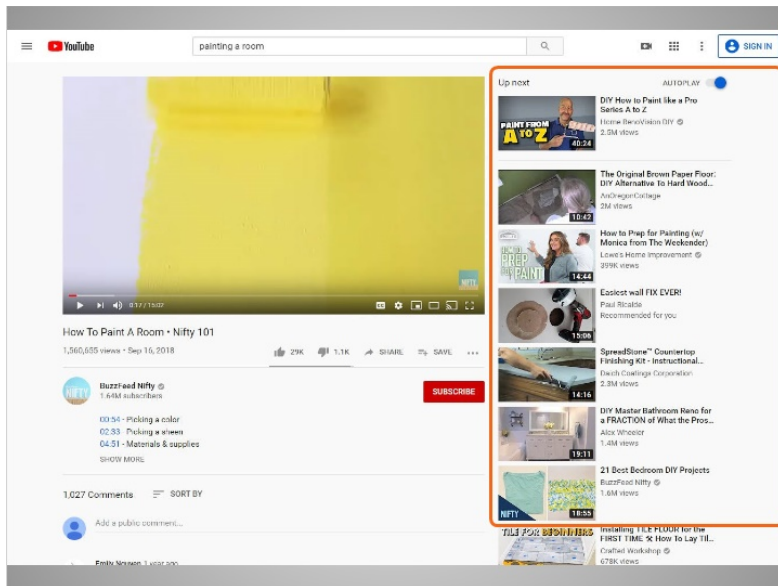 YouTube
painting a room
SIGN IN
Up next
AUTOPLAY
PAINT FROM
A TO Z
40:24
DIY How to Paint like a Pro
Series A to Z
Home RenoVision DIY
2.5M views
10:42
The Original Brown Paper Floor:
DIY Alternative To Hard Wood...
AnOregonCottage
2M views
HOW TO
PREP
PAINT
14:44
How to Prep for Painting (w/
Monica from The Weekender)
Lowe's Home Improvement
399K views
15:06
Easiest wall FIX EVER!
Paul Ricalde
Recommended for you
14:16
SpreadStone™ Countertop
Finishing Kit - Instructional...
Daich Coatings Corporation
2.3M views
19:11
DIY Master Bathroom Reno for
a FRACTION of What the Pros...
Alex Wheeler
1.4M views
NIFTY
18:55
21 Best Bedroom DIY Projects
BuzzFeed Nifty
1.6M views
TILE FOR BEGINNERS
Installing TILE FLOOR for the
FIRST TIME 🛠 How To Lay Til...
Crafted Workshop
678K views
0:17 / 15:02
How To Paint A Room • Nifty 101
1,560,655 views • Sep 16, 2018
29K
1.1K
SHARE
SAVE
NIFTY
BuzzFeed Nifty
1.64M subscribers
SUBSCRIBE
00:54 - Picking a color
02:33 - Picking a sheen
04:51 - Materials & supplies
SHOW MORE
1,027 Comments
SORT BY
Add a public comment...
Emily Nguyen 1 year ago